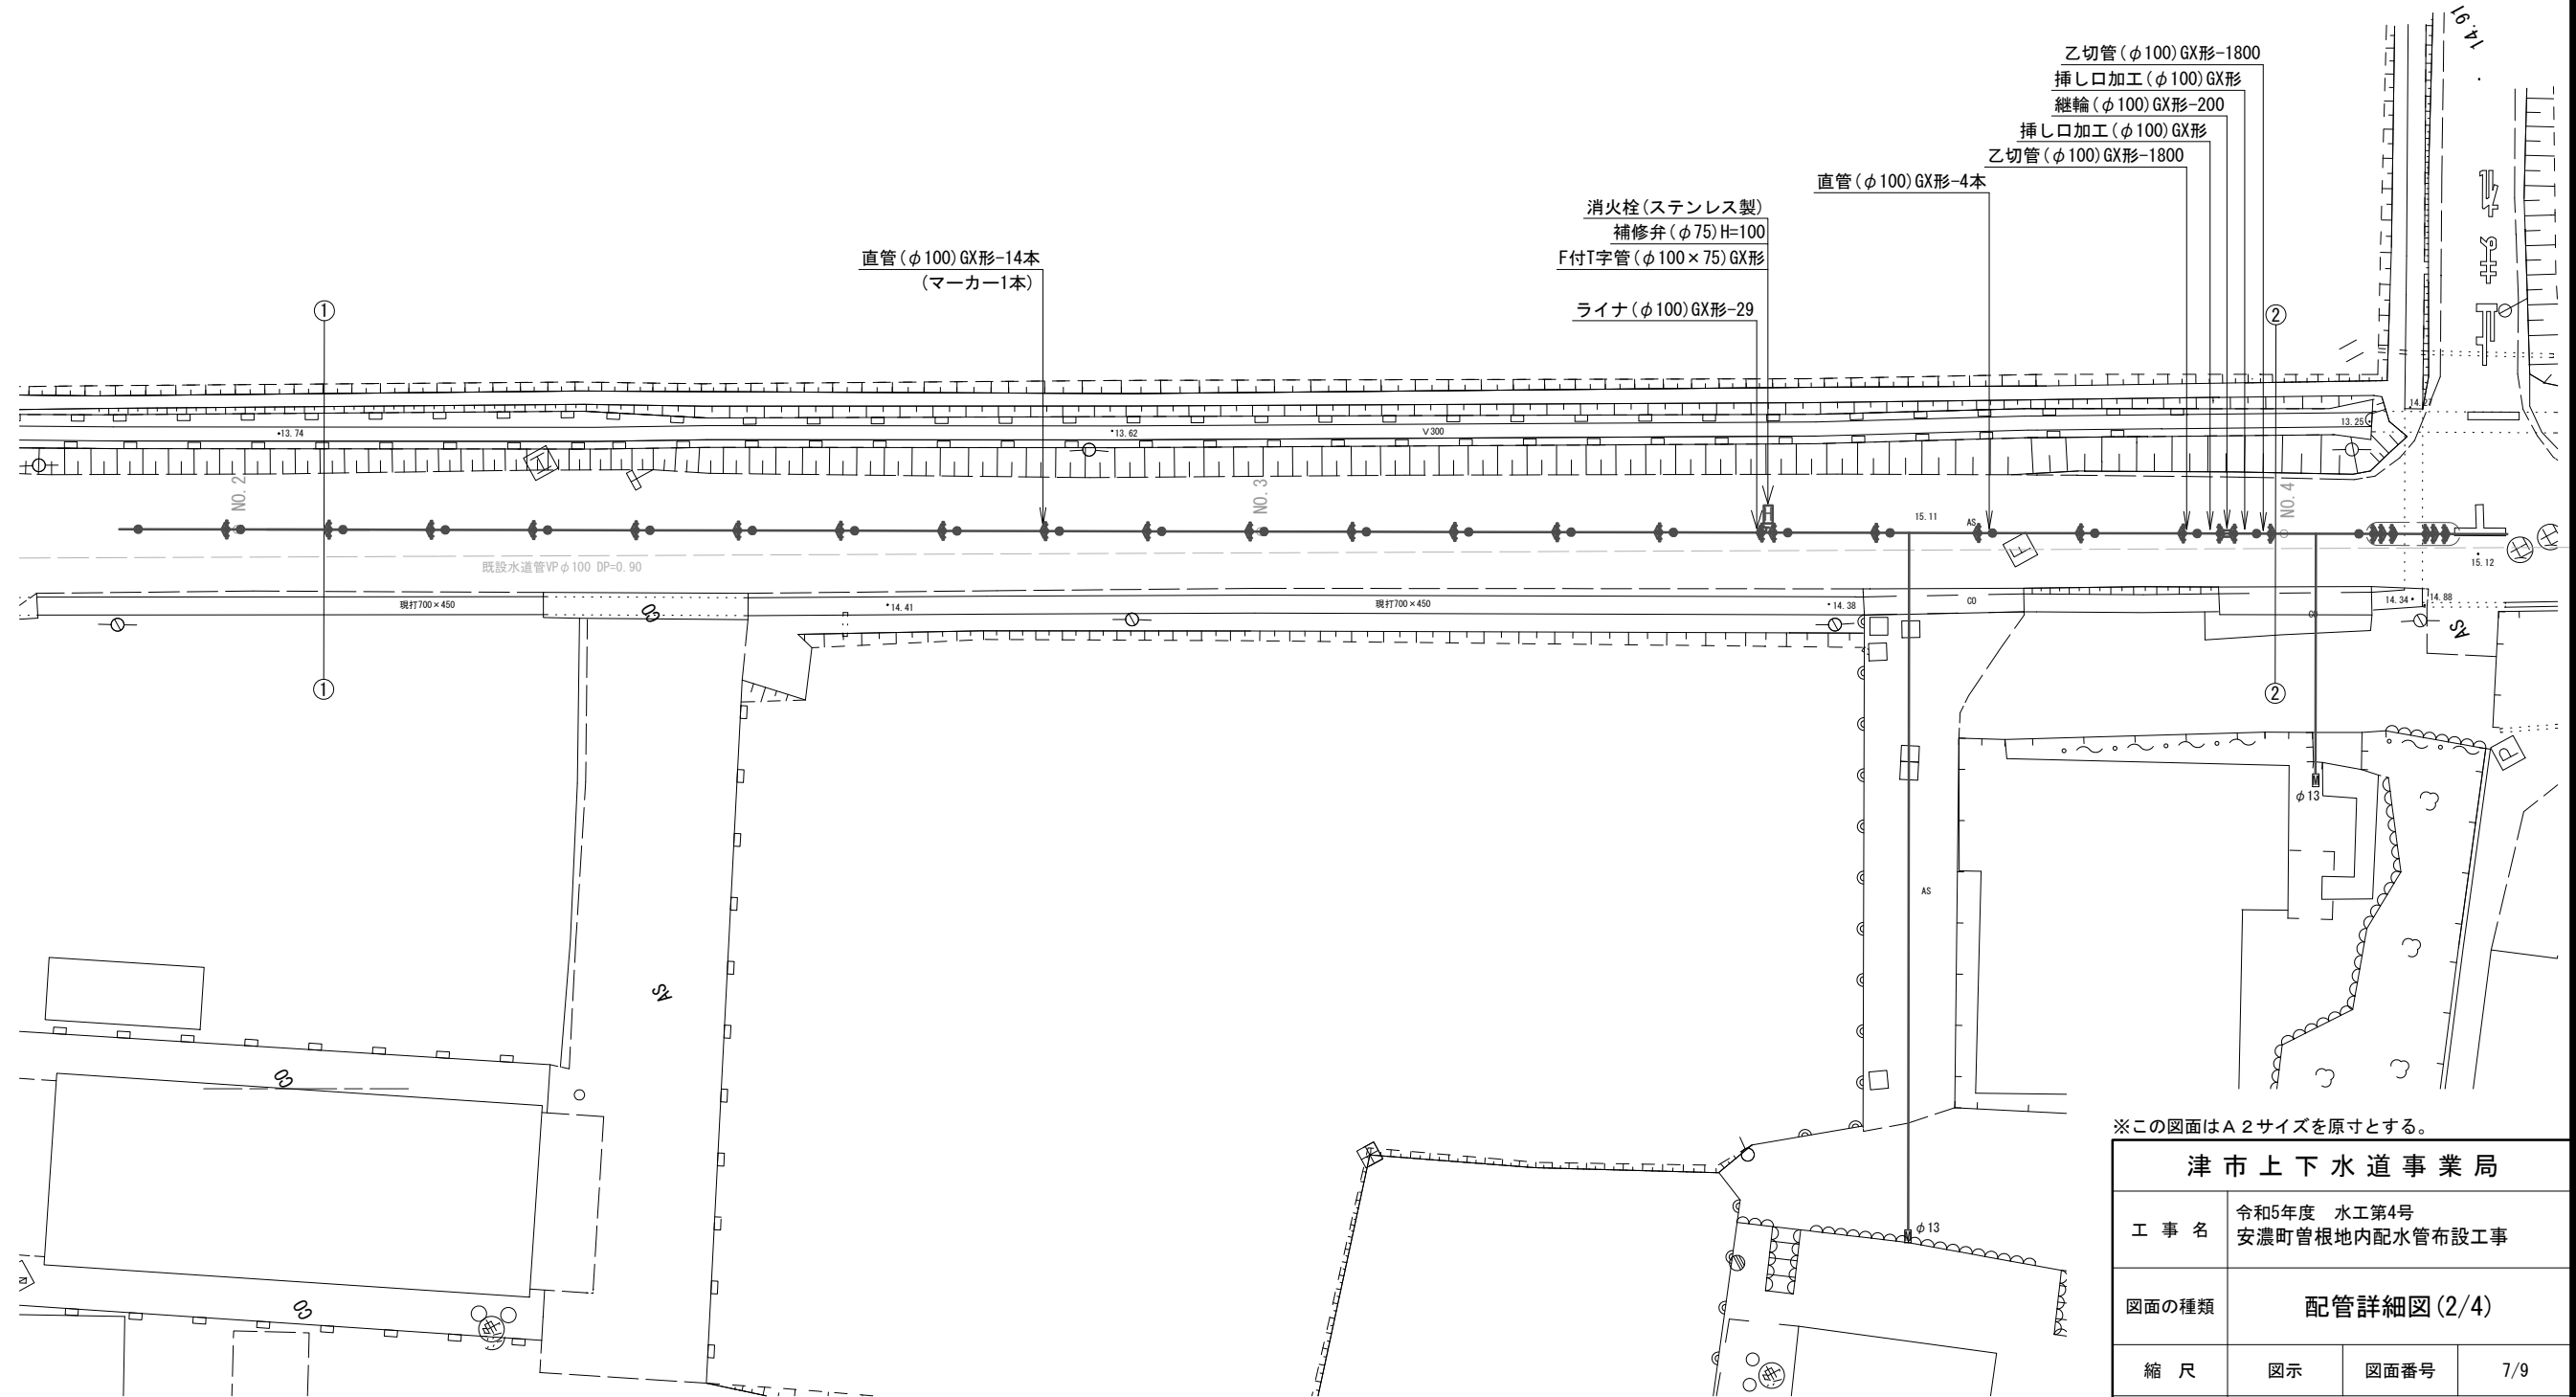 14.91
乙切管(φ100)GX形-1800
挿し口加工(φ100)GX形
継輪(φ100)GX形-200
挿し口加工(φ100)GX形
乙切管(φ100)GX形-1800
直管(φ100)GX形-4本
消火栓(ステンレス製)
補修弁(φ75)H=100
F付T字管(φ100×75)GX形
直管(φ100)GX形-14本
(マーカー1本)
ライナ(φ100)GX形-29
①
②
14.27
13.74
13.62
V300
13.25
H
NO.2
NO.3
NO.4
15.11
AS
F
15.12
既設水道管VPφ100 DP=0.90
現打700×450
CO
14.41
現打700×450
14.38
CO
CO
14.34
14.88
AS
①
②
P
M
φ13
AS
AS
CO
CO
M
φ13
※この図面はA2サイズを原寸とする。
津市上下水道事業局
工事名
令和5年度 水工第4号
安濃町曽根地内配水管布設工事
図面の種類
配管詳細図(2/4)
縮尺
図示
図面番号
7/9